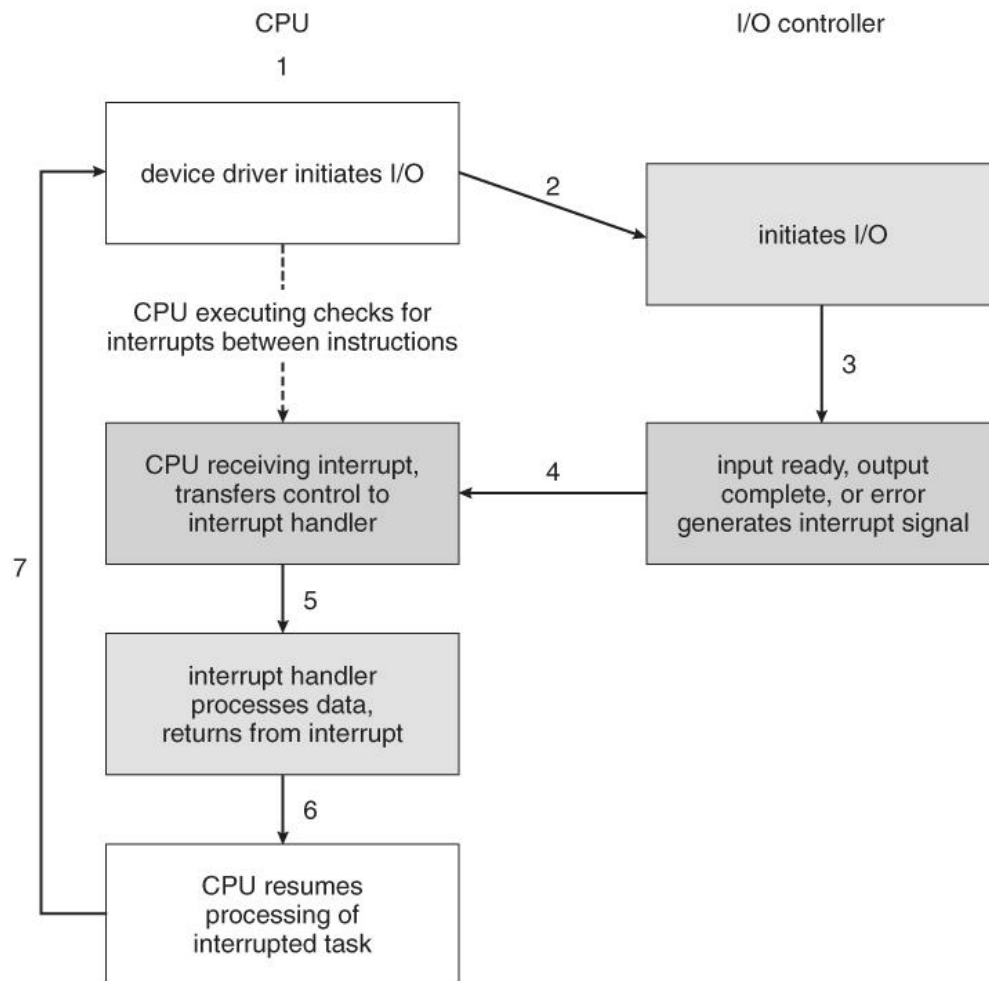 CPU
I/O controller
1
device driver initiates I/O
2
initiates I/O
CPU executing checks for
interrupts between instructions
3
CPU receiving interrupt,
transfers control to
interrupt handler
4
input ready, output
complete, or error
generates interrupt signal
7
5
interrupt handler
processes data,
returns from interrupt
6
CPU resumes
processing of
interrupted task